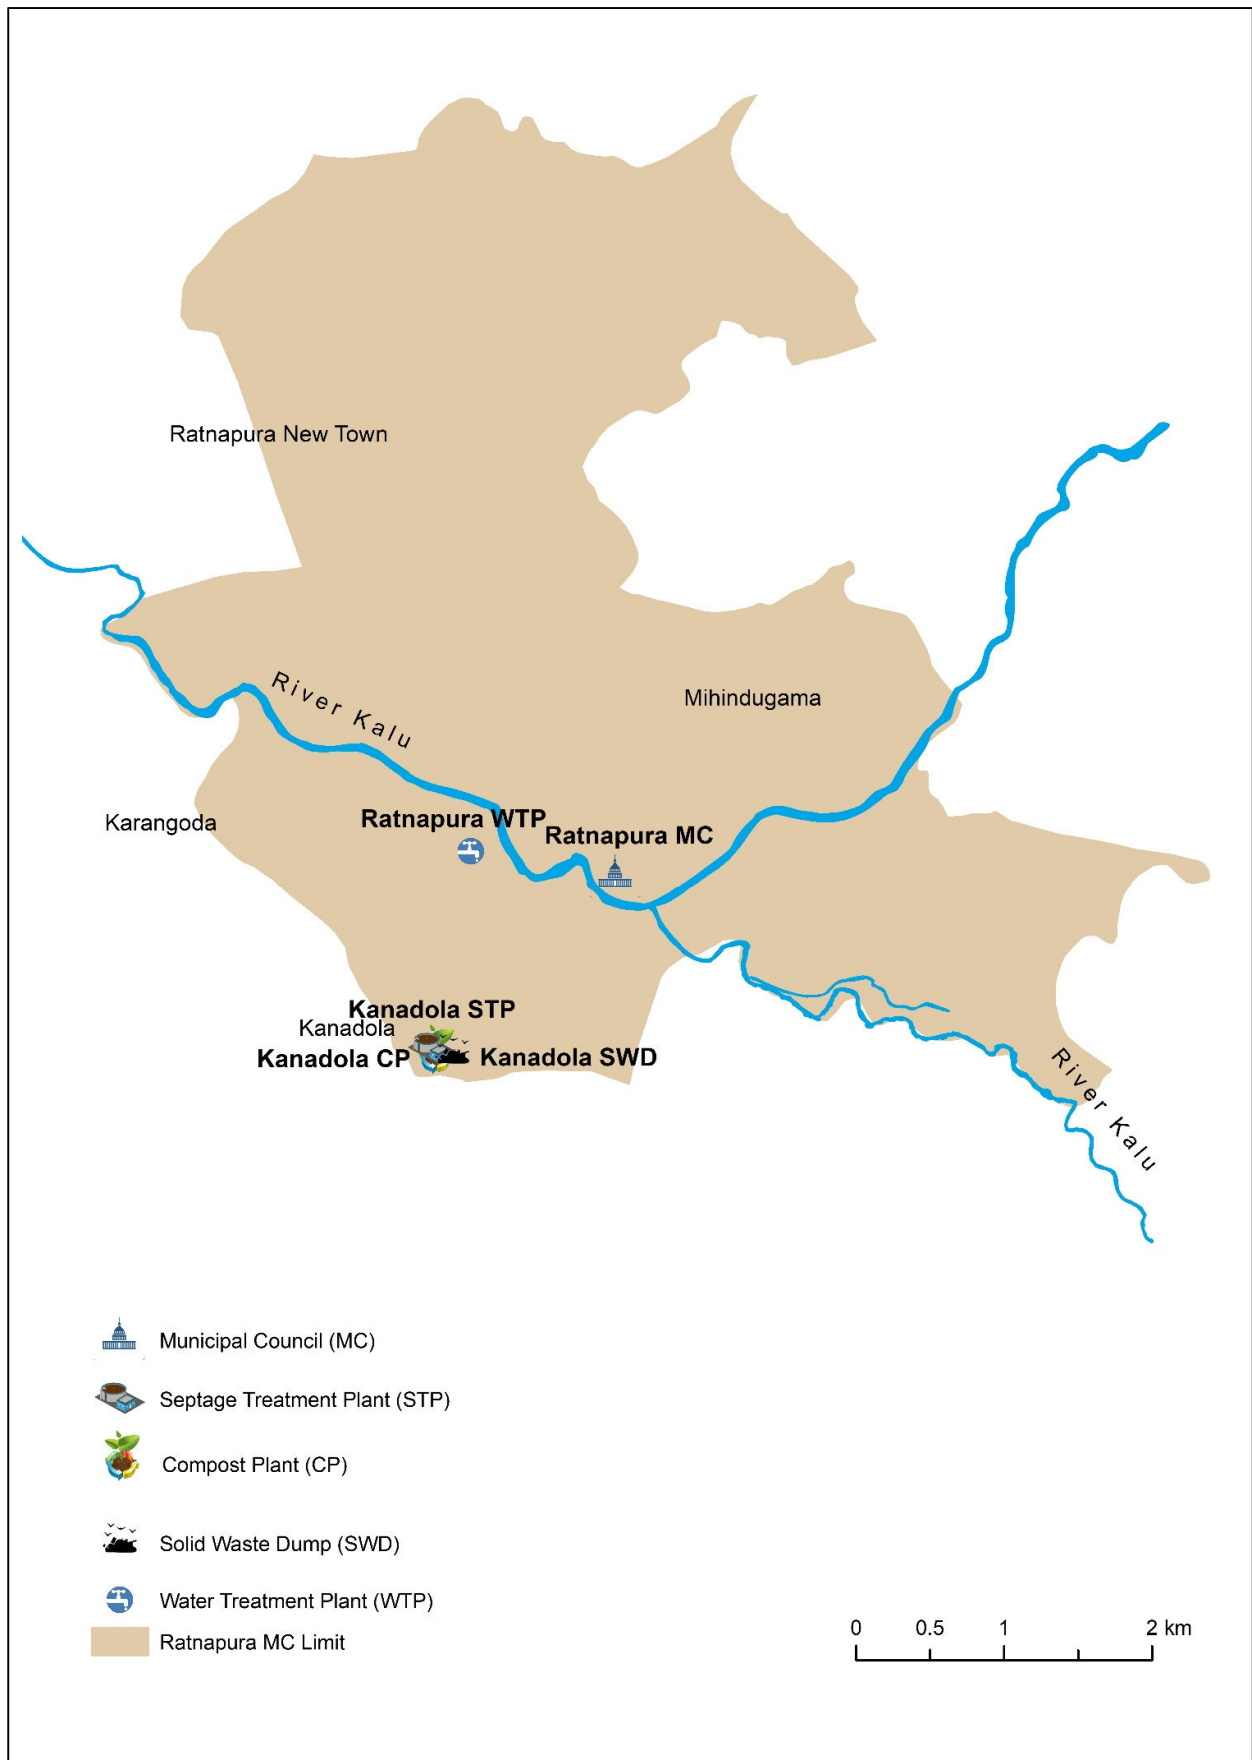 Ratnapura New Town
River Kalu
Mihindugama
Karangoda
Ratnapura WTP
Ratnapura MC
Kanadola STP
Kanadola
Kanadola CP
Kanadola SWD
River Kalu
Municipal Council (MC)
Septage Treatment Plant (STP)
Compost Plant (CP)
Solid Waste Dump (SWD)
Water Treatment Plant (WTP)
Ratnapura MC Limit
0 0.5 1 2 km